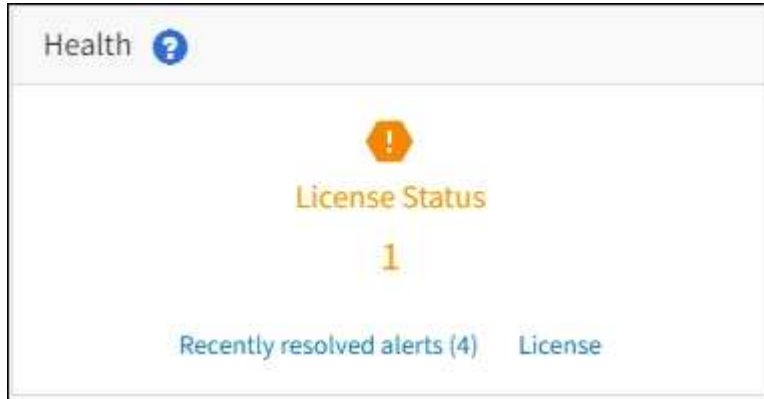 Health ?
!
License Status
1
Recently resolved alerts (4) License